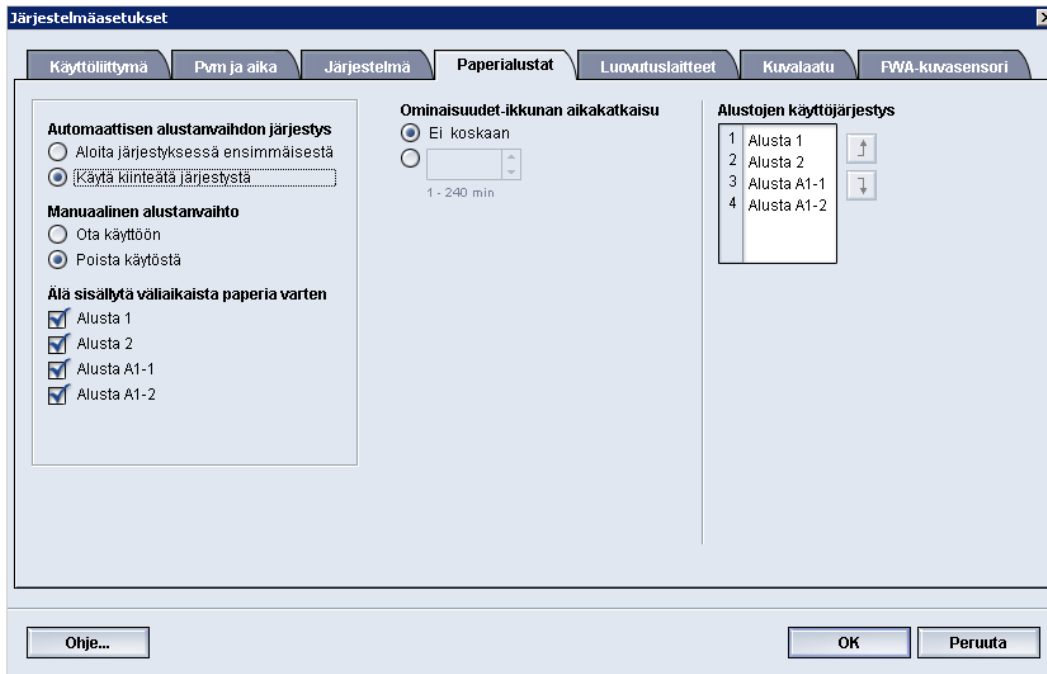 Järjestelmäasetukset
Käyttöliittymä Pvm ja aika Järjestelmä Paperialustat Luovutuslaitteet Kuvalaatu FWA-kuvasensori
Automaattisen alustanvaihdon järjestys
Aloita järjestyksessä ensimmäisestä
Käytä kiinteätä järjestystä
Manuaalinen alustanvaihto
Ota käyttöön
Poista käytöstä
Älä sisällytä väliaikaista paperia varten
Alusta 1
Alusta 2
Alusta A1-1
Alusta A1-2
Ominaisuudet-ikkunan aikakatkaisu
Ei koskaan
1 - 240 min
Alustojen käyttöjärjestys
1 Alusta 1
2 Alusta 2
3 Alusta A1-1
4 Alusta A1-2
Ohje... OK Peruuta